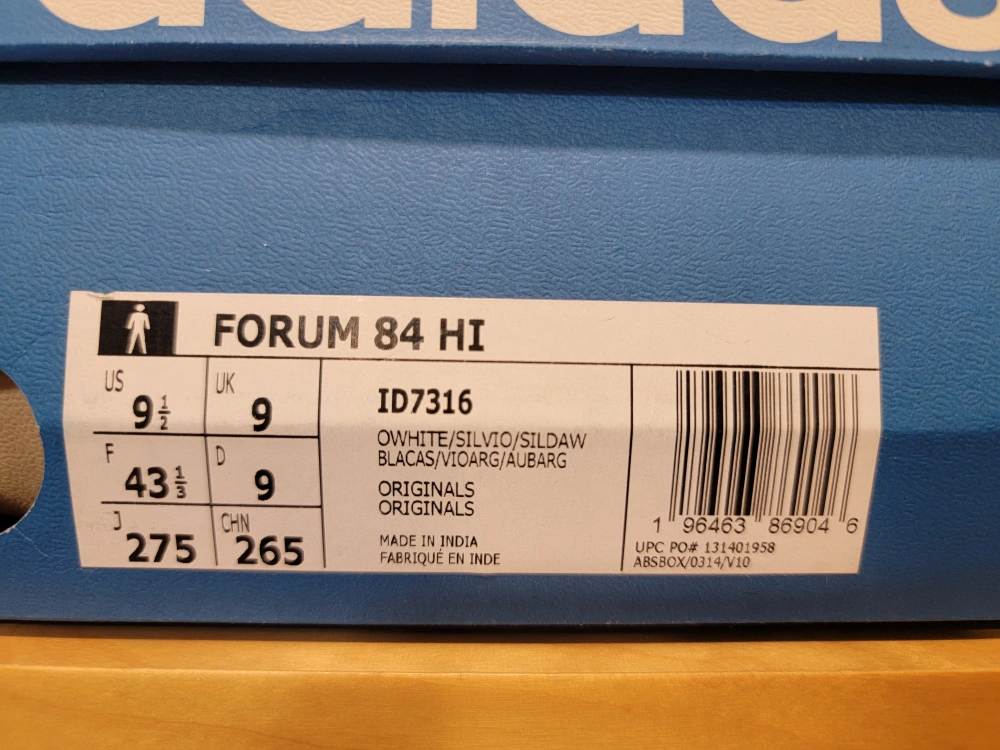 adidas
FORUM 84 HI
US 9 1/2 UK 9
F 43 1/3 D 9
J 275 CHN 265
ID7316
OWHITE/SILVIO/SILDAW
BLACAS/VIOARG/AUBARG
ORIGINALS
ORIGINALS
MADE IN INDIA
FABRIQUÉ EN INDE
1 96463 86904 6
UPC PO# 131401958
ABSBOX/0314/V10